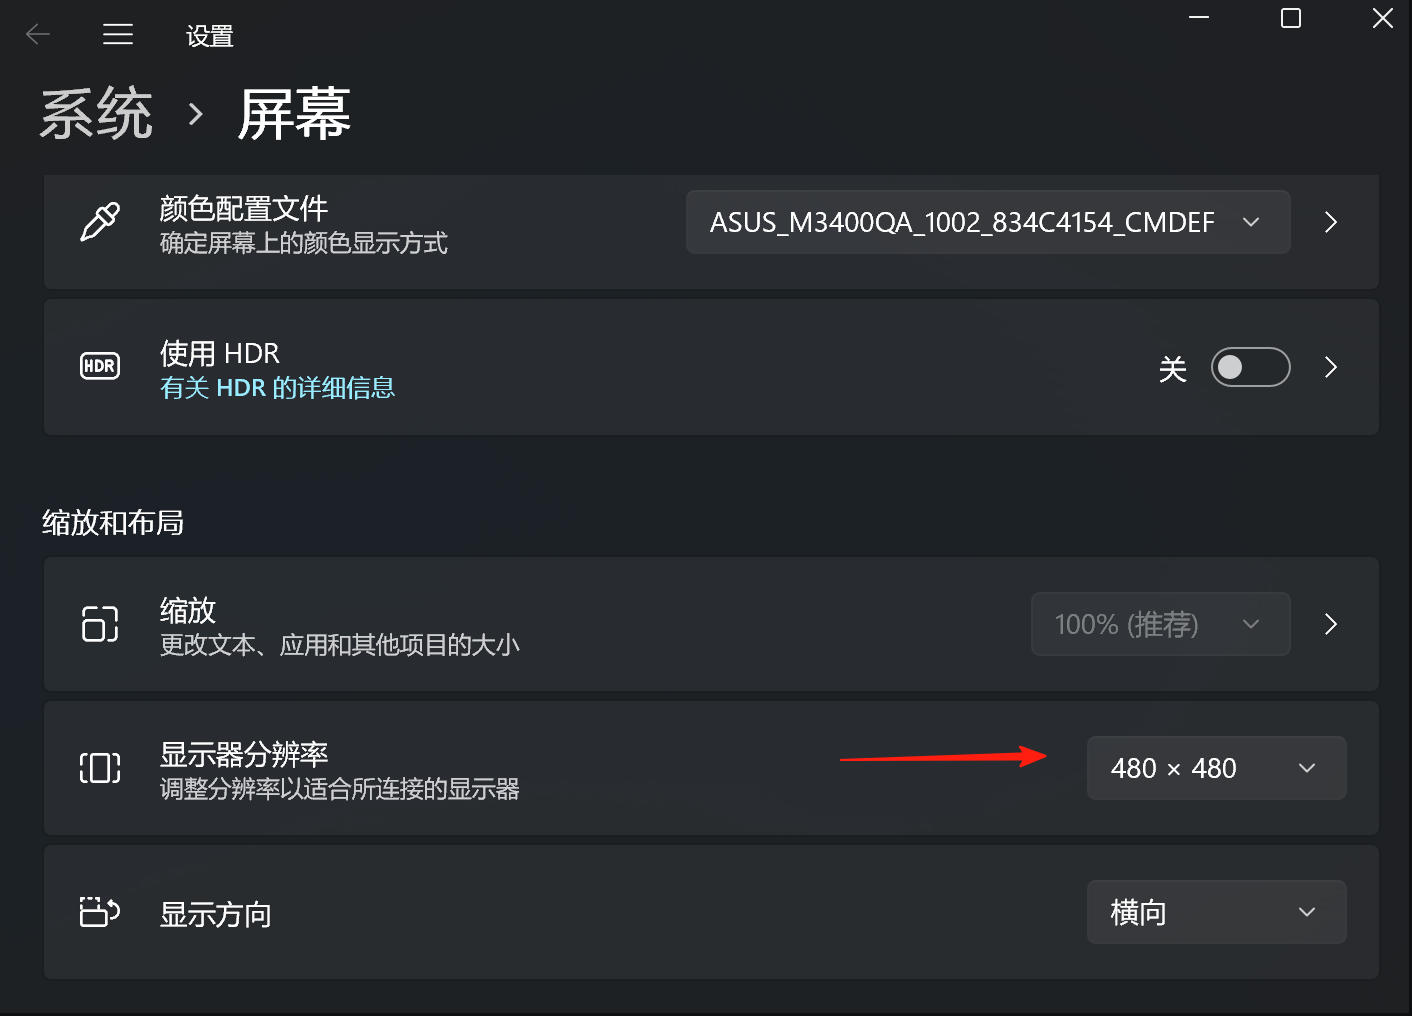 设置
系统 › 屏幕
颜色配置文件
确定屏幕上的颜色显示方式
ASUS_M3400QA_1002_834C4154_CMDEF
HDR
使用 HDR
有关 HDR 的详细信息
关
缩放和布局
缩放
更改文本、应用和其他项目的大小
100% (推荐)
显示器分辨率
调整分辨率以适合所连接的显示器
480 × 480
显示方向
横向